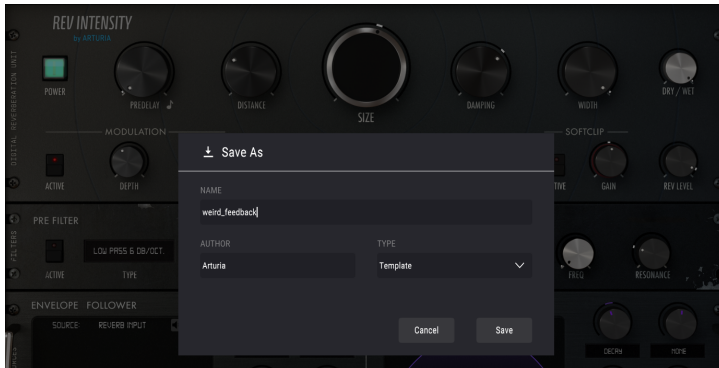 REV INTENSITY
by ARTURIA
DIGITAL REVERBERATION UNIT
POWER
PREDELAY
DISTANCE
SIZE
DAMPING
WIDTH
DRY / WET
MODULATION
SOFTCLIP
ACTIVE
DEPTH
TIVE
GAIN
REV LEVEL
Save As
NAME
weird_feedback
AUTHOR
TYPE
Arturia
Template
Cancel
Save
FILTERS
PRE FILTER
LOW PASS 6 DB/OCT.
ACTIVE
TYPE
FREQ
RESONANCE
ENVELOPE FOLLOWER
SOURCE:
REVERB INPUT
DECAY